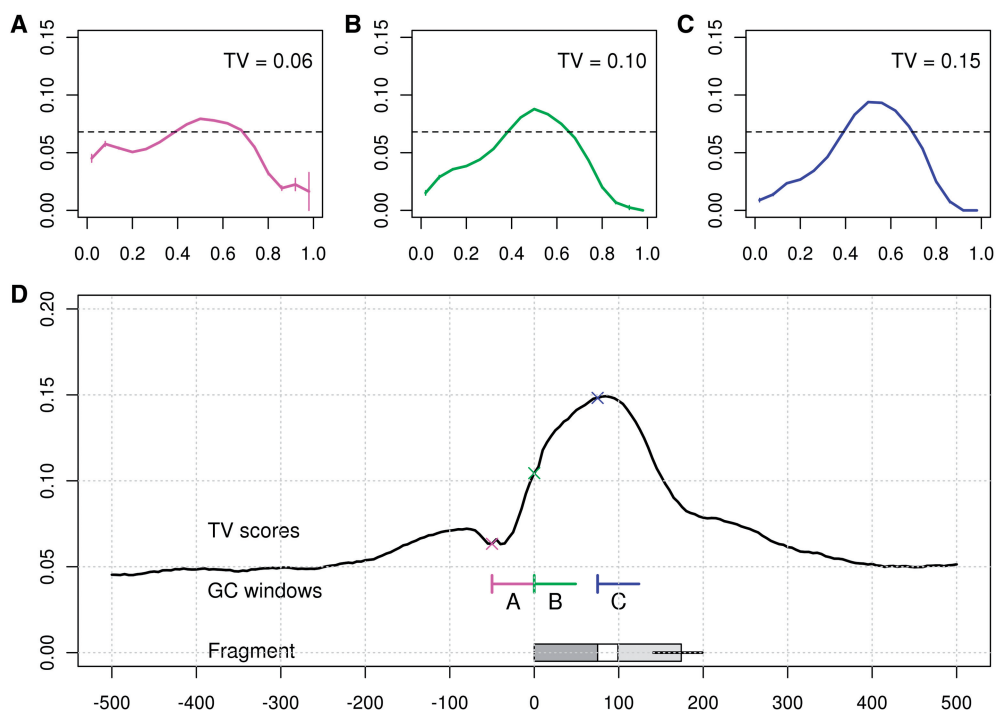 A
0.15
0.10
0.05
0.00
TV = 0.06
0.0 0.2 0.4 0.6 0.8 1.0
B
0.15
0.10
0.05
0.00
TV = 0.10
0.0 0.2 0.4 0.6 0.8 1.0
C
0.15
0.10
0.05
0.00
TV = 0.15
0.0 0.2 0.4 0.6 0.8 1.0
D
0.20
0.15
0.10
0.05
0.00
TV scores
GC windows
A B C
Fragment
-500 -400 -300 -200 -100 0 100 200 300 400 500